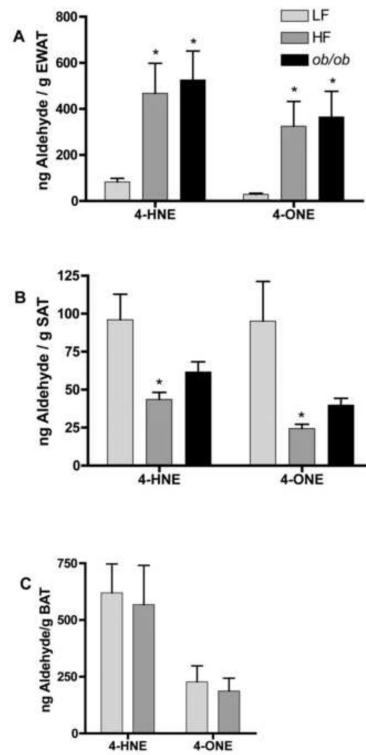 A
ng Aldehyde / g EWAT
800
600
400
200
0
LF
HF
ob/ob
*
*
*
*
4-HNE
4-ONE
B
ng Aldehyde / g SAT
125
100
75
50
25
0
*
*
4-HNE
4-ONE
C
ng Aldehyde/g BAT
750
500
250
0
4-HNE
4-ONE